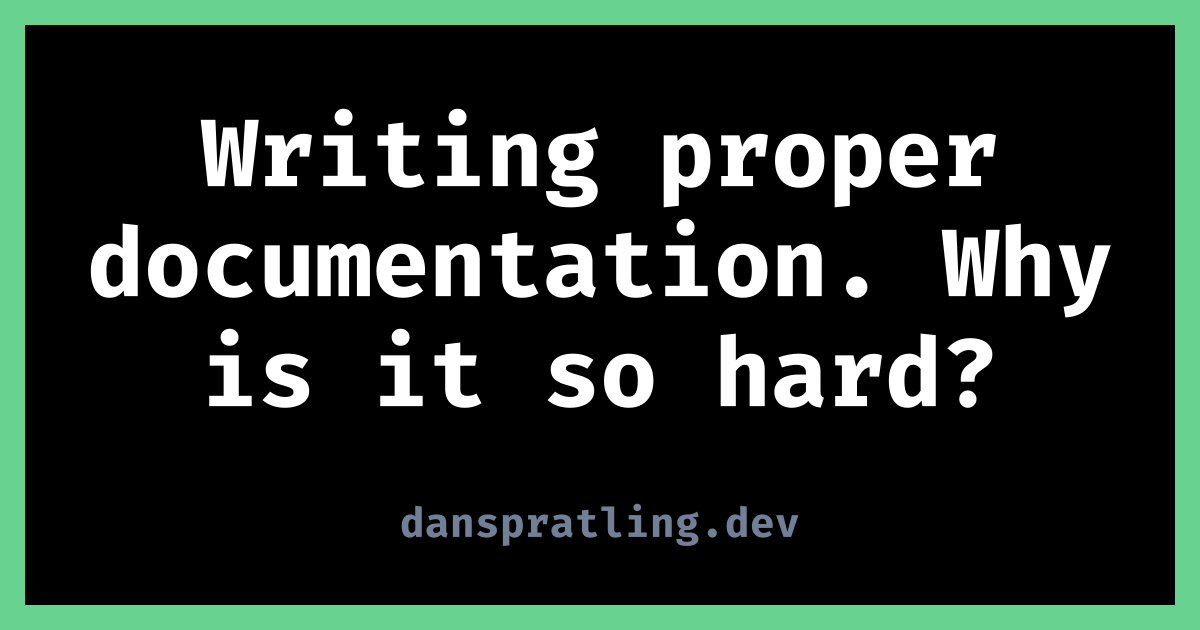 Writing proper
documentation. Why
is it so hard?
danspratling.dev